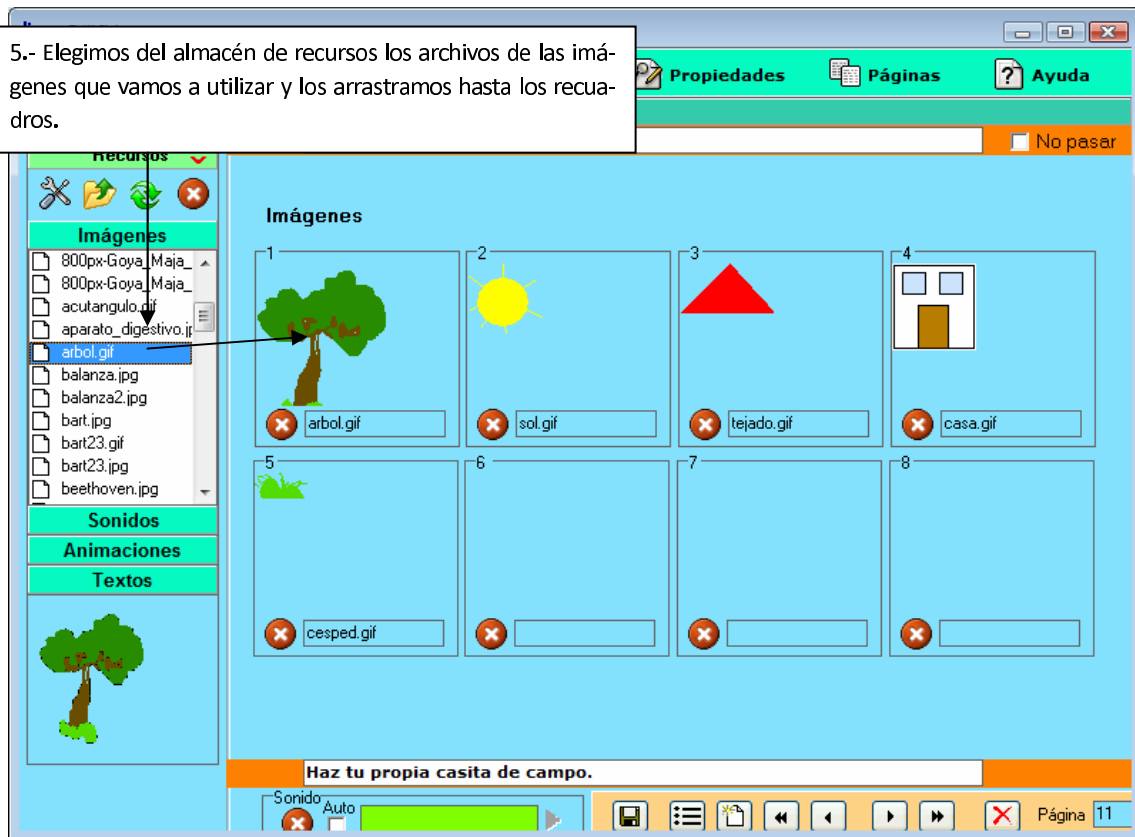 5.- Elegimos del almacén de recursos los archivos de las imá-
genes que vamos a utilizar y los arrastramos hasta los recua-
dros.
Propiedades
Páginas
Ayuda
No pasar
Recursos
Imágenes
800px-Goya_Maja_
800px-Goya_Maja_
acutangulo.gif
aparato_digestivo.jp
arbol.gif
balanza.jpg
balanza2.jpg
bart.jpg
bart23.gif
bart23.jpg
beethoven.jpg
Sonidos
Animaciones
Textos
Imágenes
1
arbol.gif
2
sol.gif
3
tejado.gif
4
casa.gif
5
cesped.gif
6
7
8
Haz tu propia casita de campo.
Sonido
Auto
Página 11